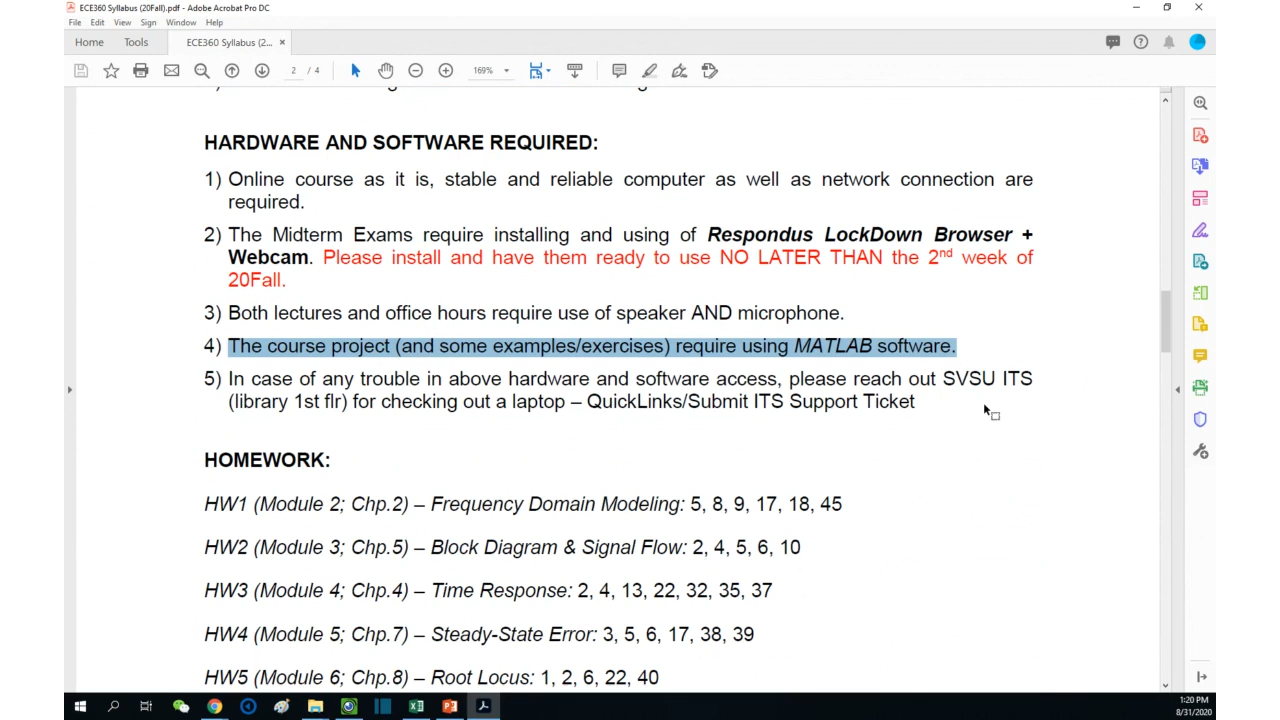 ECE360 Syllabus (20Fall).pdf - Adobe Acrobat Pro DC
File Edit View Sign Window Help
Home Tools ECE360 Syllabus (2... ×
2 / 4 169%
HARDWARE AND SOFTWARE REQUIRED:
1) Online course as it is, stable and reliable computer as well as network connection are
required.
2) The Midterm Exams require installing and using of Respondus LockDown Browser +
Webcam. Please install and have them ready to use NO LATER THAN the 2nd week of
20Fall.
3) Both lectures and office hours require use of speaker AND microphone.
4) The course project (and some examples/exercises) require using MATLAB software.
5) In case of any trouble in above hardware and software access, please reach out SVSU ITS
(library 1st flr) for checking out a laptop – QuickLinks/Submit ITS Support Ticket
HOMEWORK:
HW1 (Module 2; Chp.2) – Frequency Domain Modeling: 5, 8, 9, 17, 18, 45
HW2 (Module 3; Chp.5) – Block Diagram & Signal Flow: 2, 4, 5, 6, 10
HW3 (Module 4; Chp.4) – Time Response: 2, 4, 13, 22, 32, 35, 37
HW4 (Module 5; Chp.7) – Steady-State Error: 3, 5, 6, 17, 38, 39
HW5 (Module 6; Chp.8) – Root Locus: 1, 2, 6, 22, 40
1:20 PM
8/31/2020